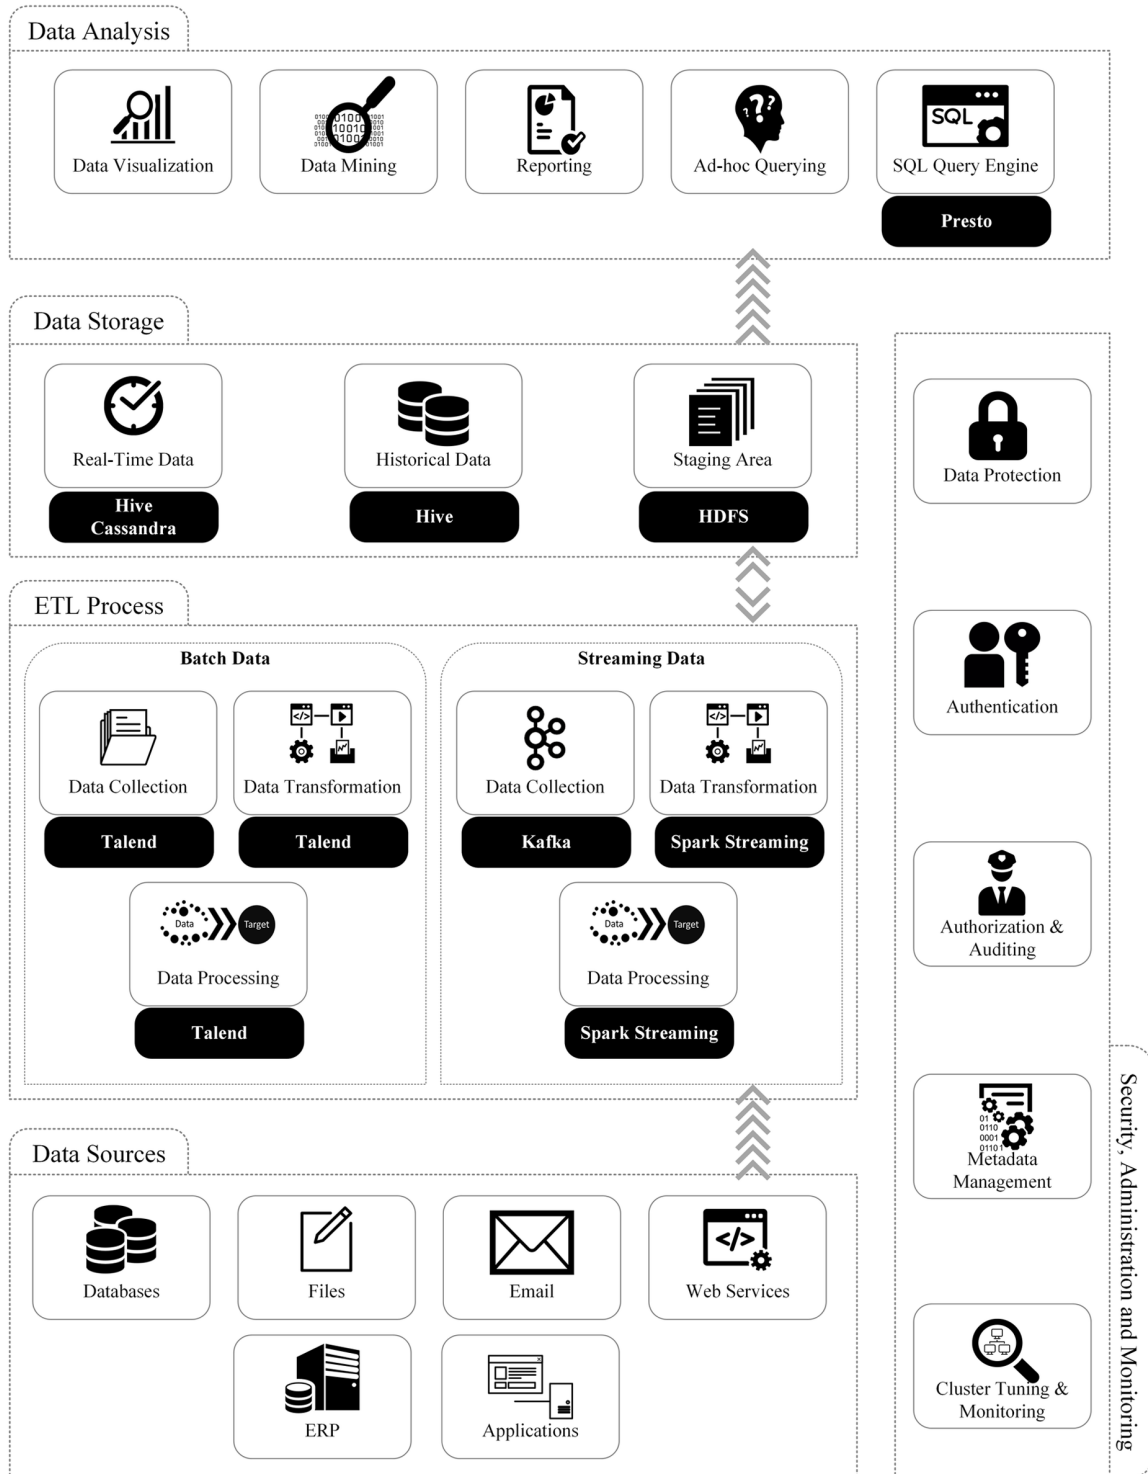 Data Analysis
Data Visualization
Data Mining
Reporting
Ad-hoc Querying
SQL
SQL Query Engine
Presto
Data Storage
Real-Time Data
Hive
Cassandra
Historical Data
Hive
Staging Area
HDFS
ETL Process
Batch Data
Data Collection
Talend
Data Transformation
Talend
Data
Target
Data Processing
Talend
Streaming Data
Data Collection
Kafka
Data Transformation
Spark Streaming
Data
Target
Data Processing
Spark Streaming
Data Sources
Databases
Files
Email
Web Services
ERP
Applications
Data Protection
Authentication
Authorization &
Auditing
01
0110
0001
01101
Metadata
Management
Cluster Tuning &
Monitoring
Security, Administration and Monitoring